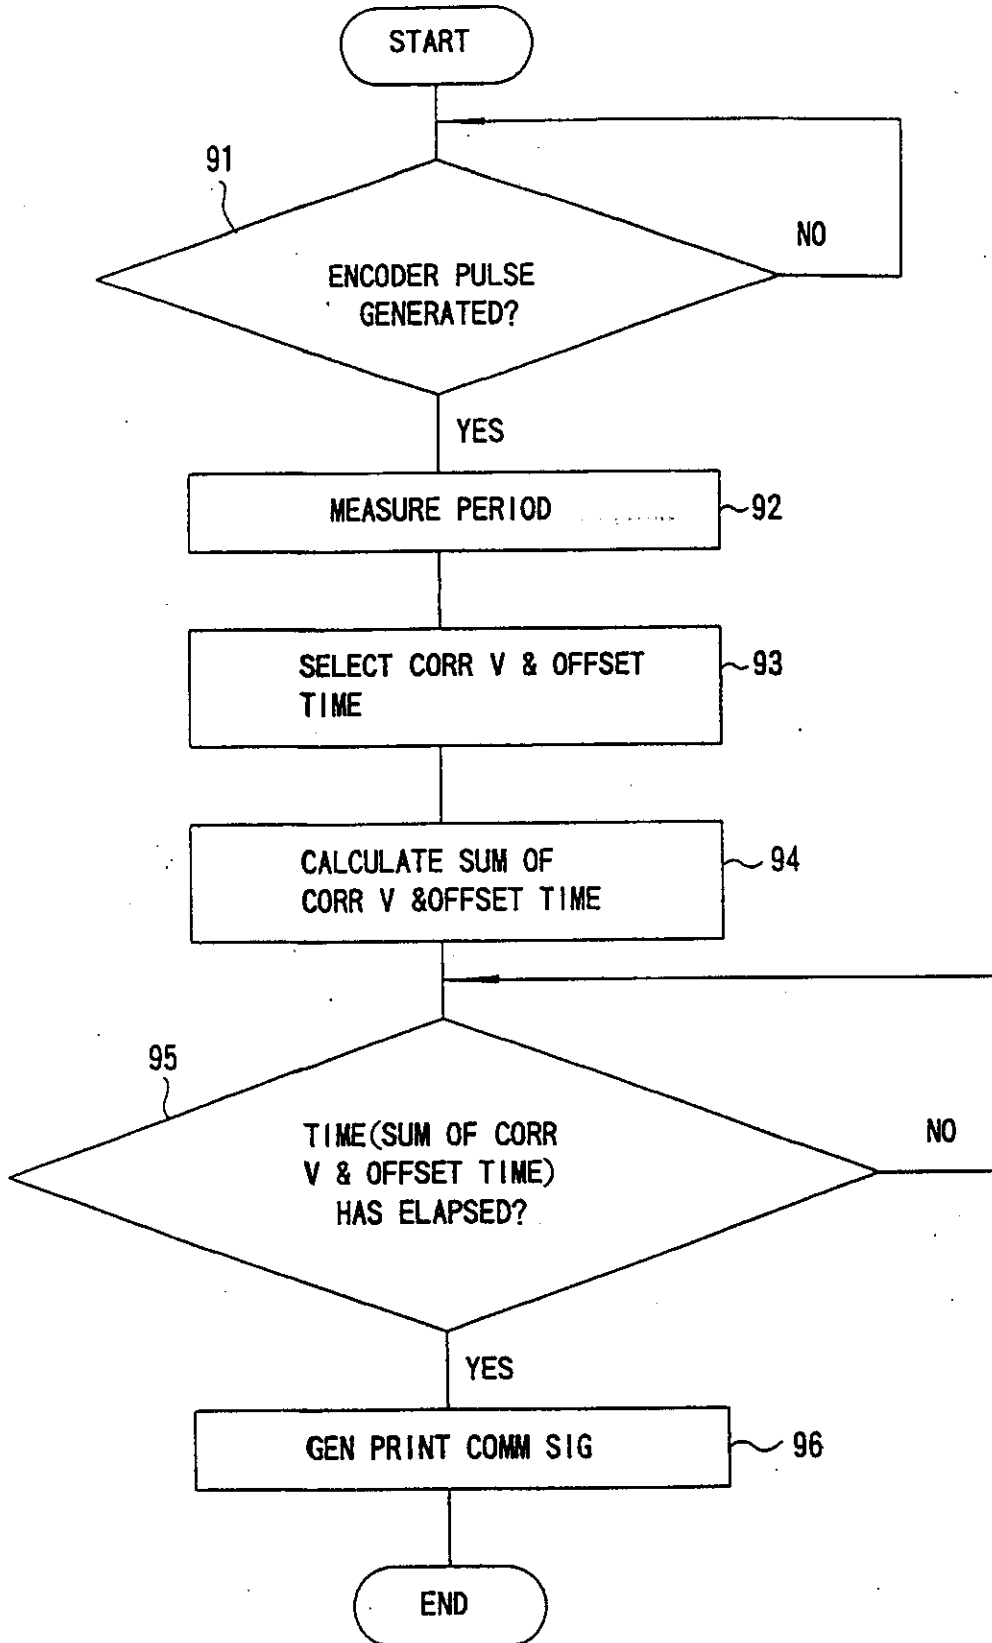 START
91
NO
ENCODER PULSE
GENERATED?
YES
MEASURE PERIOD
92
SELECT CORR V & OFFSET
TIME
93
CALCULATE SUM OF
CORR V &OFFSET TIME
94
95
TIME(SUM OF CORR
V & OFFSET TIME)
HAS ELAPSED?
NO
YES
GEN PRINT COMM SIG
96
END